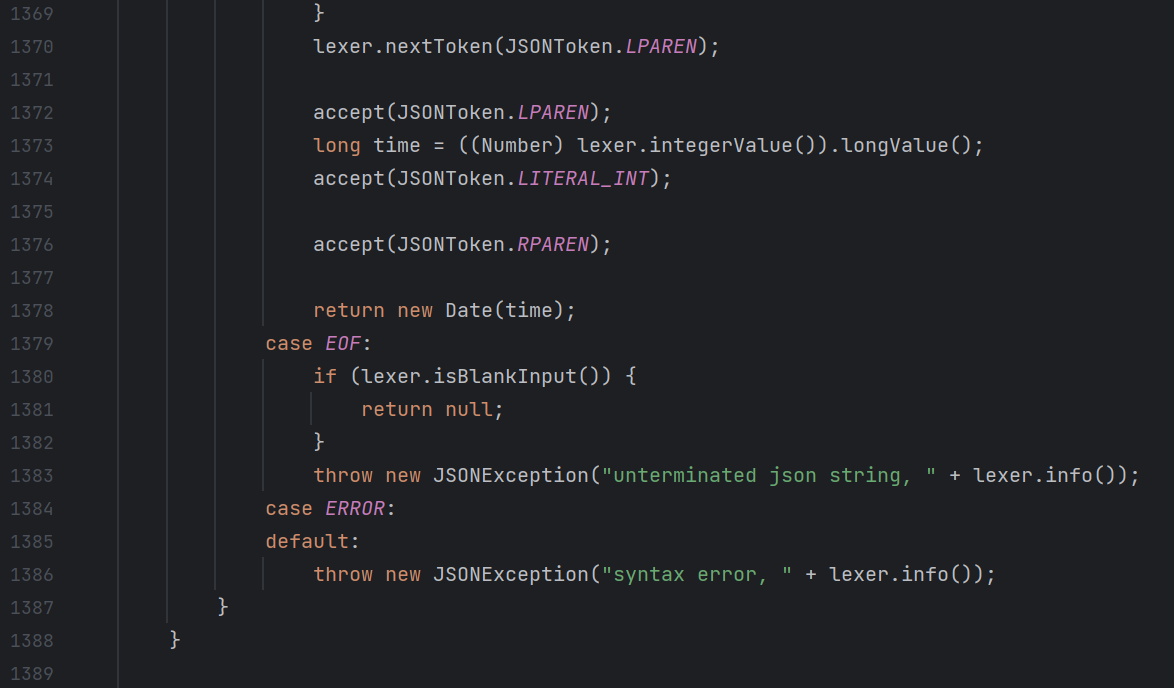 1369                     }
1370                     lexer.nextToken(JSONToken.LPAREN);
1371
1372                     accept(JSONToken.LPAREN);
1373                     long time = ((Number) lexer.integerValue()).longValue();
1374                     accept(JSONToken.LITERAL_INT);
1375
1376                     accept(JSONToken.RPAREN);
1377
1378                     return new Date(time);
1379                 case EOF:
1380                     if (lexer.isBlankInput()) {
1381                         return null;
1382                     }
1383                     throw new JSONException("unterminated json string, " + lexer.info());
1384                 case ERROR:
1385                 default:
1386                     throw new JSONException("syntax error, " + lexer.info());
1387             }
1388         }
1389